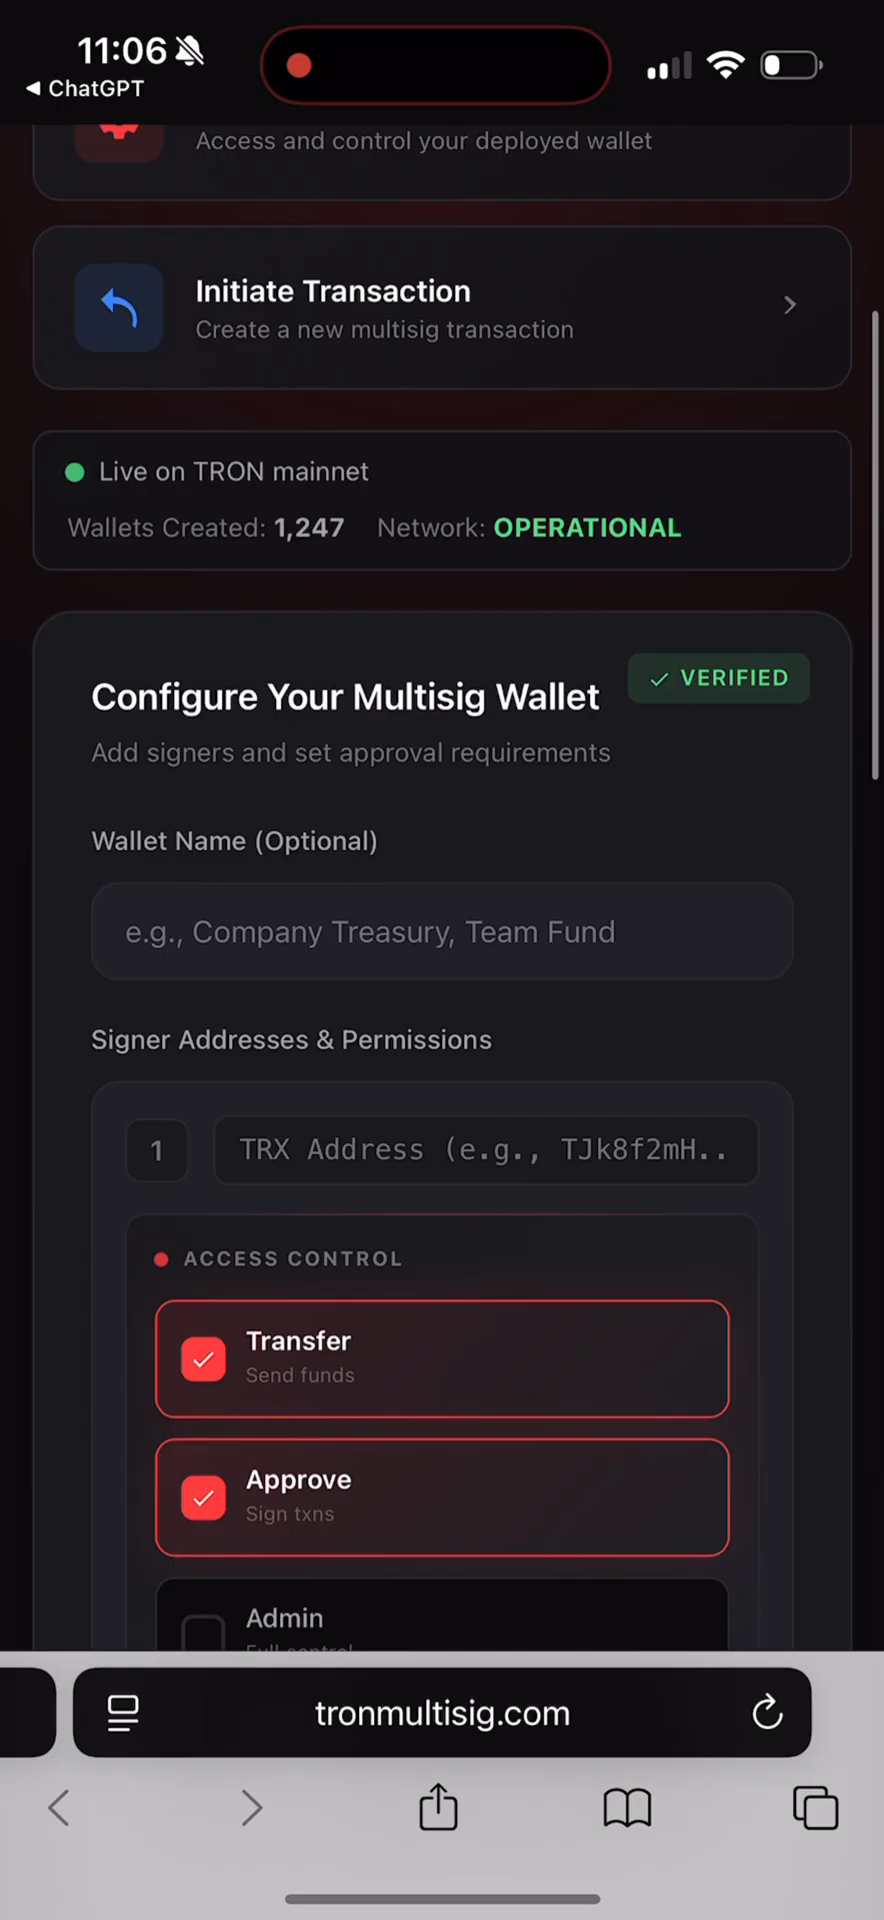 11:06
ChatGPT
Access and control your deployed wallet
Initiate Transaction
Create a new multisig transaction
Live on TRON mainnet
Wallets Created: 1,247 Network: OPERATIONAL
VERIFIED
Configure Your Multisig Wallet
Add signers and set approval requirements
Wallet Name (Optional)
e.g., Company Treasury, Team Fund
Signer Addresses & Permissions
1
TRX Address (e.g., TJk8f2mH..
ACCESS CONTROL
Transfer
Send funds
Approve
Sign txns
Admin
Full control
tronmultisig.com